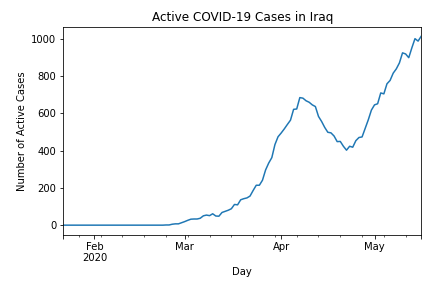 Active COVID-19 Cases in Iraq
Number of Active Cases
1000
800
600
400
200
0
Feb Mar Apr May
2020
Day